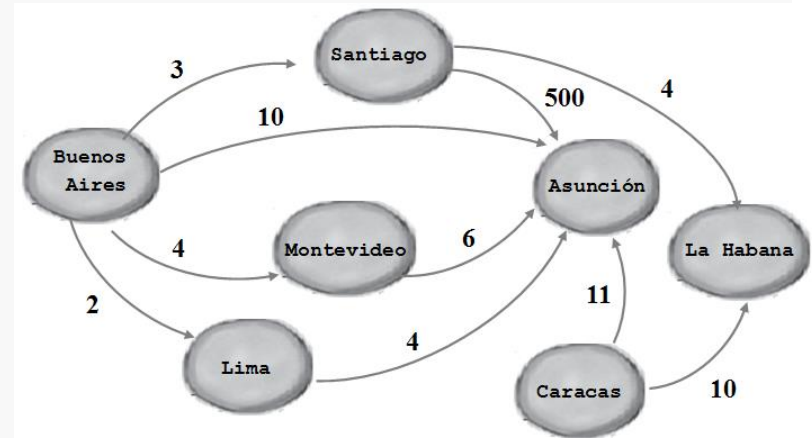 Santiago
3
500
4
10
Buenos
Aires
Asunción
Montevideo
6
La Habana
4
11
2
4
Lima
Caracas
10